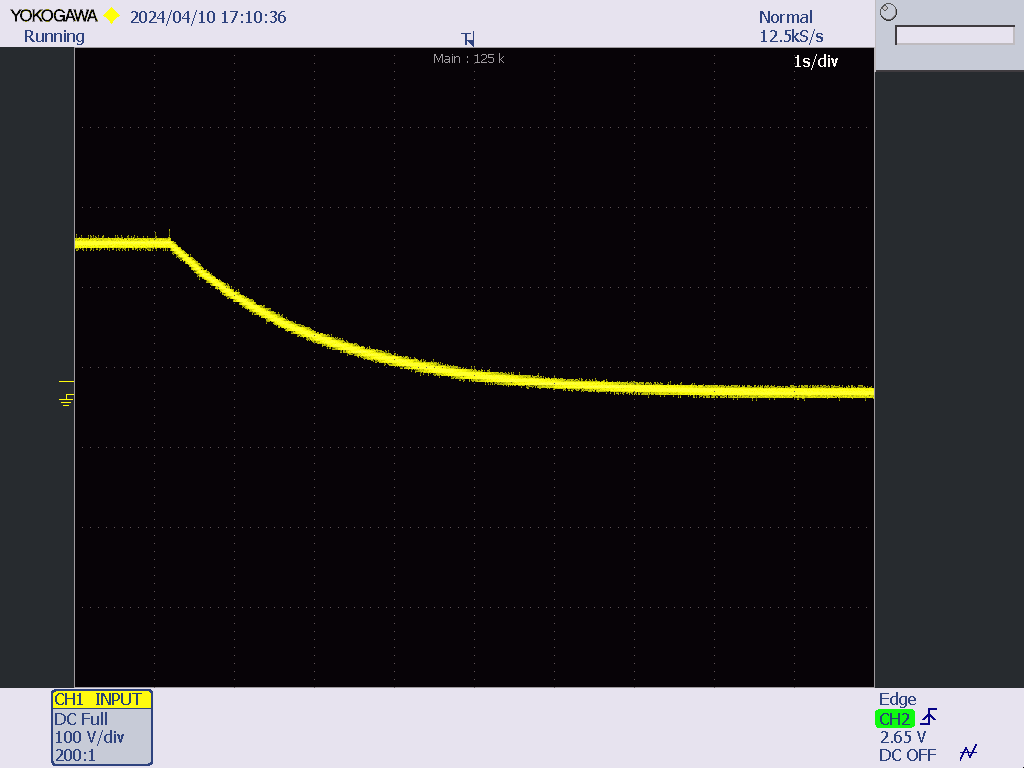 YOKOGAWA 2024/04/10 17:10:36
Running
Normal
12.5kS/s
T
Main : 125 k
1s/div
CH1 INPUT
DC Full
100 V/div
200:1
Edge
CH2
2.65 V
DC OFF